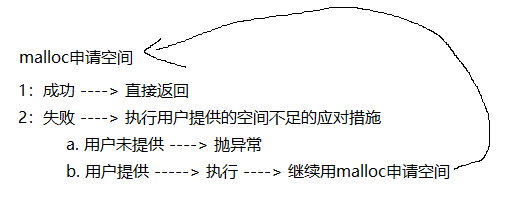 malloc申请空间
1：成功 ----> 直接返回
2：失败 ----> 执行用户提供的空间不足的应对措施
a. 用户未提供 ----> 抛异常
b. 用户提供 -----> 执行 ----> 继续用malloc申请空间